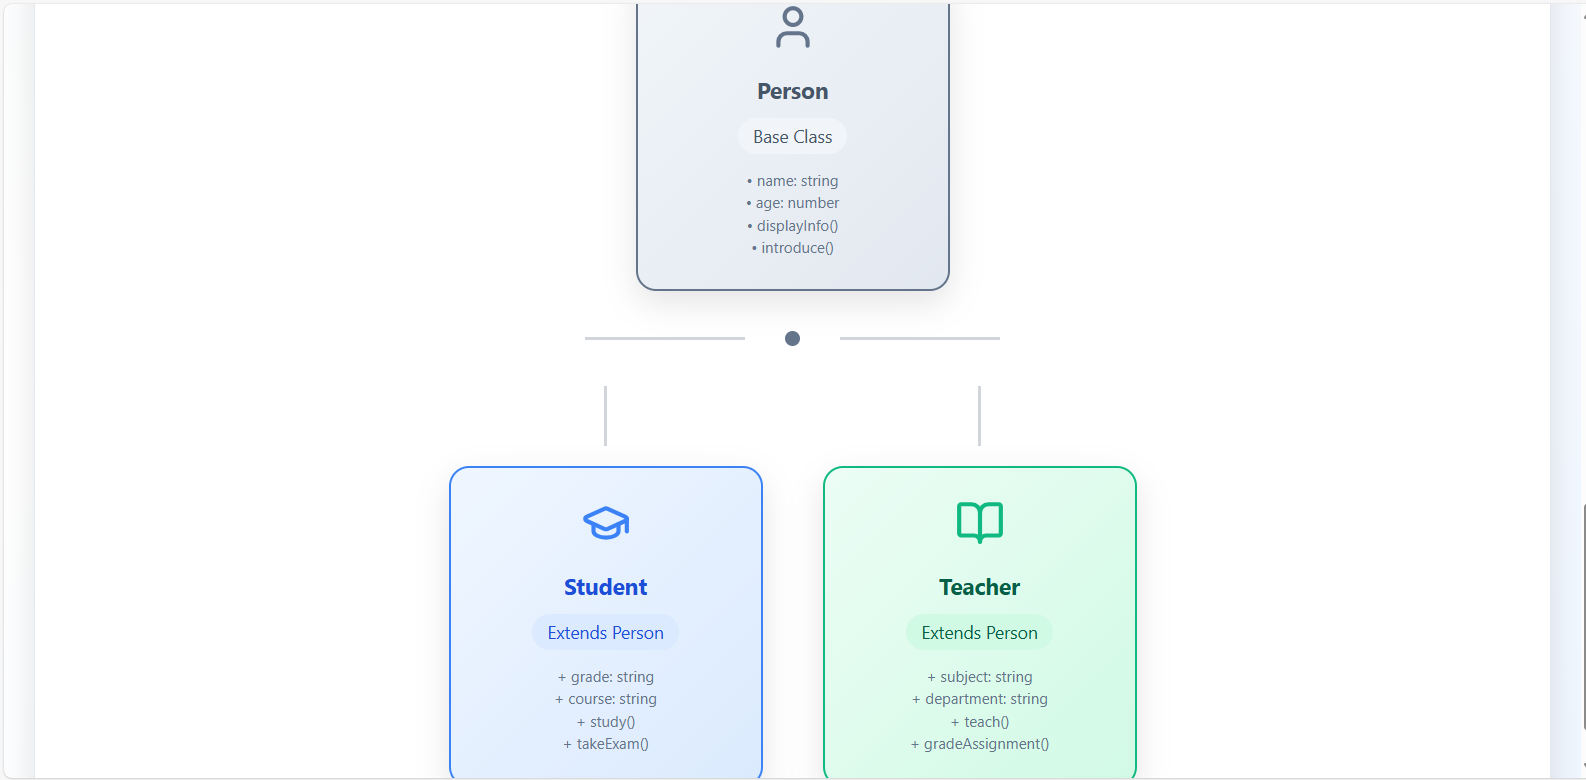 Person
Base Class
• name: string
• age: number
• displayInfo()
• introduce()
Student
Extends Person
+ grade: string
+ course: string
+ study()
+ takeExam()
Teacher
Extends Person
+ subject: string
+ department: string
+ teach()
+ gradeAssignment()